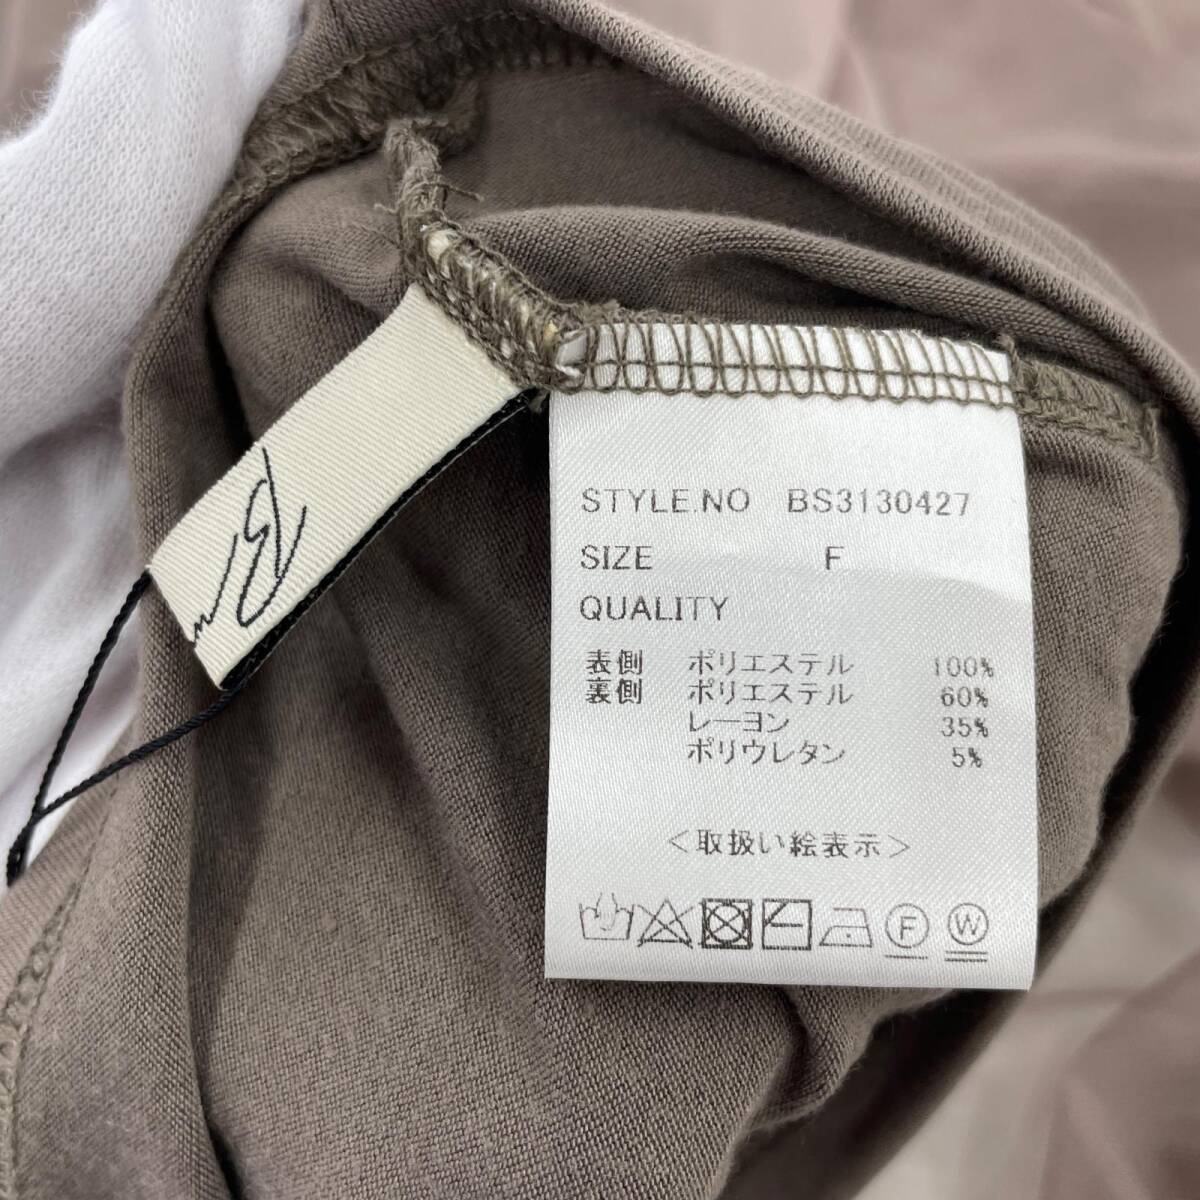 STYLE.NO BS3130427
SIZE F
QUALITY
表側 ポリエステル 100%
裏側 ポリエステル 60%
レーヨン 35%
ポリウレタン 5%
<取扱い絵表示>
F W